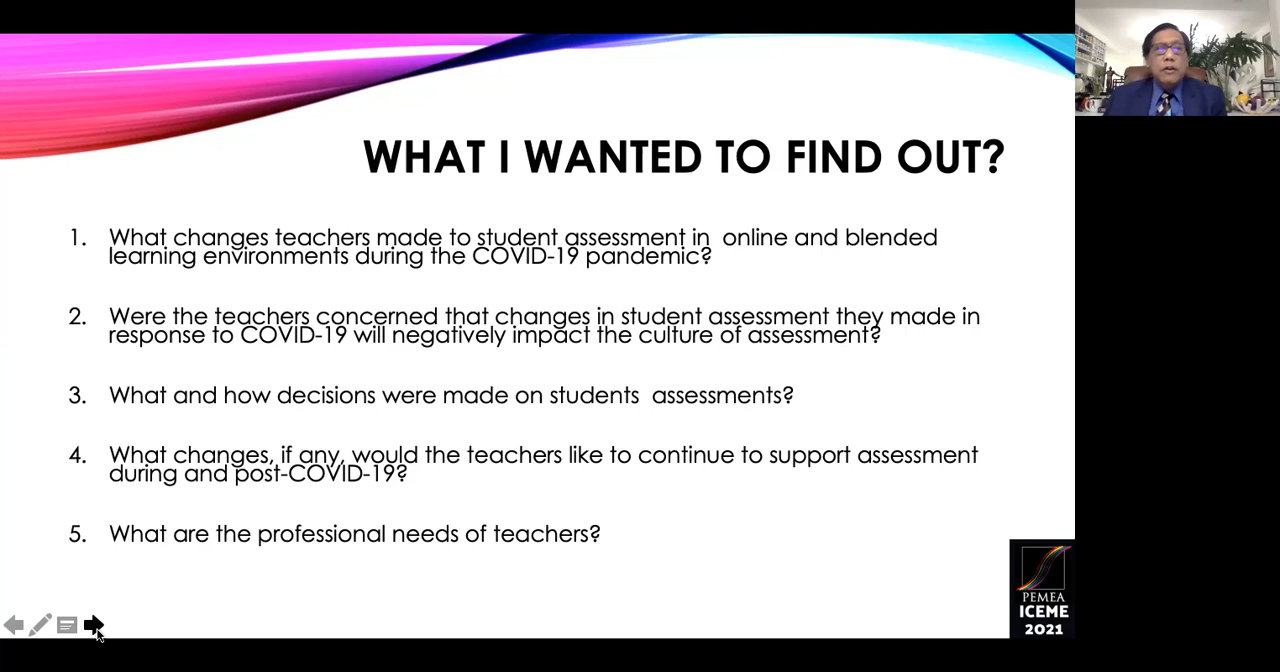 WHAT I WANTED TO FIND OUT?
1. What changes teachers made to student assessment in  online and blended
learning environments during the COVID-19 pandemic?
2. Were the teachers concerned that changes in student assessment they made in
response to COVID-19 will negatively impact the culture of assessment?
3. What and how decisions were made on students  assessments?
4. What changes, if any, would the teachers like to continue to support assessment
during and post-COVID-19?
5. What are the professional needs of teachers?
PEMEA
ICEME
2021